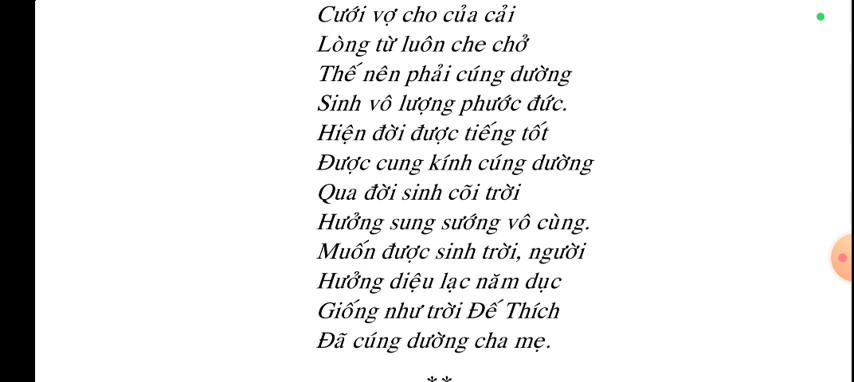 Cưới vợ cho của cải
Lòng từ luôn che chở
Thế nên phải cúng dường
Sinh vô lượng phước đức.
Hiện đời được tiếng tốt
Được cung kính cúng dường
Qua đời sinh cõi trời
Hưởng sung sướng vô cùng.
Muốn được sinh trời, người
Hưởng diệu lạc năm dục
Giống như trời Đế Thích
Đã cúng dường cha mẹ.
**